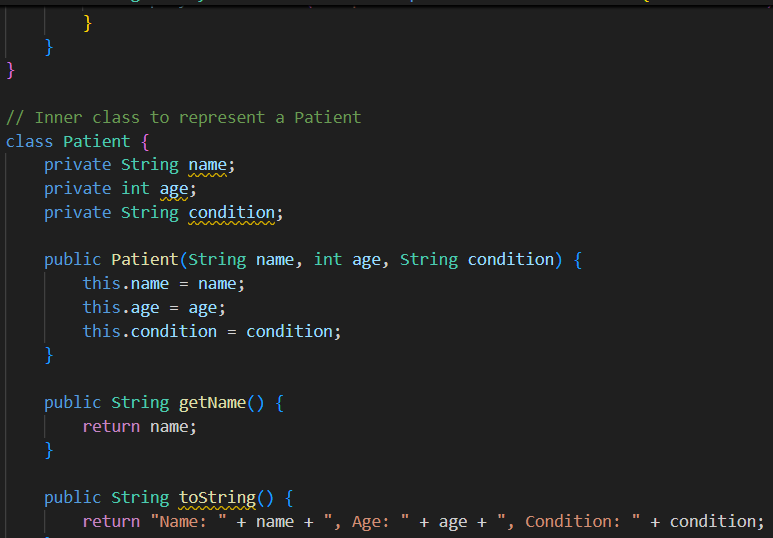 }
}
}
// Inner class to represent a Patient
class Patient {
private String name;
private int age;
private String condition;
public Patient(String name, int age, String condition) {
this.name = name;
this.age = age;
this.condition = condition;
}
public String getName() {
return name;
}
public String toString() {
return "Name: " + name + ", Age: " + age + ", Condition: " + condition;